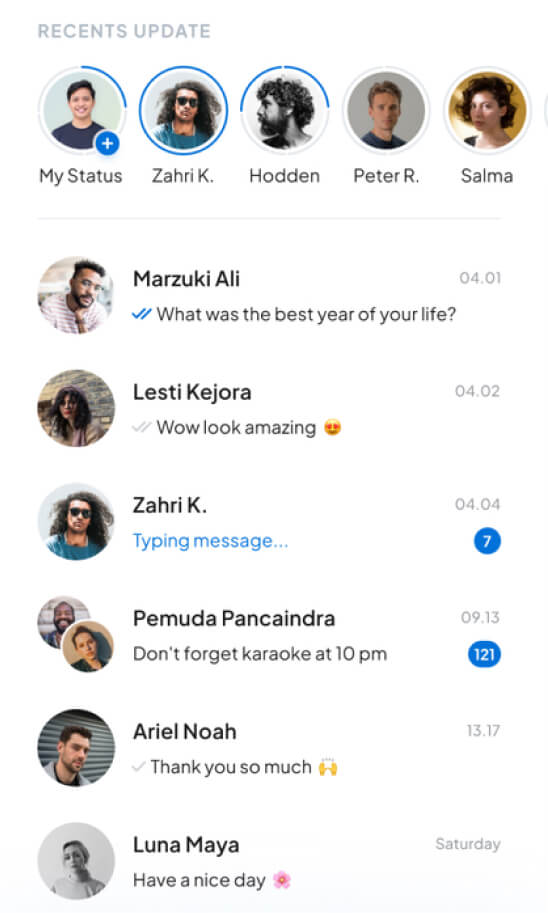 RECENTS UPDATE
My Status Zahri K. Hodden Peter R. Salma
Marzuki Ali 04.01
What was the best year of your life?
Lesti Kejora 04.02
Wow look amazing 😍
Zahri K. 04.04
Typing message... 7
Pemuda Pancaindra 09.13
Don't forget karaoke at 10 pm 121
Ariel Noah 13.17
Thank you so much 🙌
Luna Maya Saturday
Have a nice day 🌸